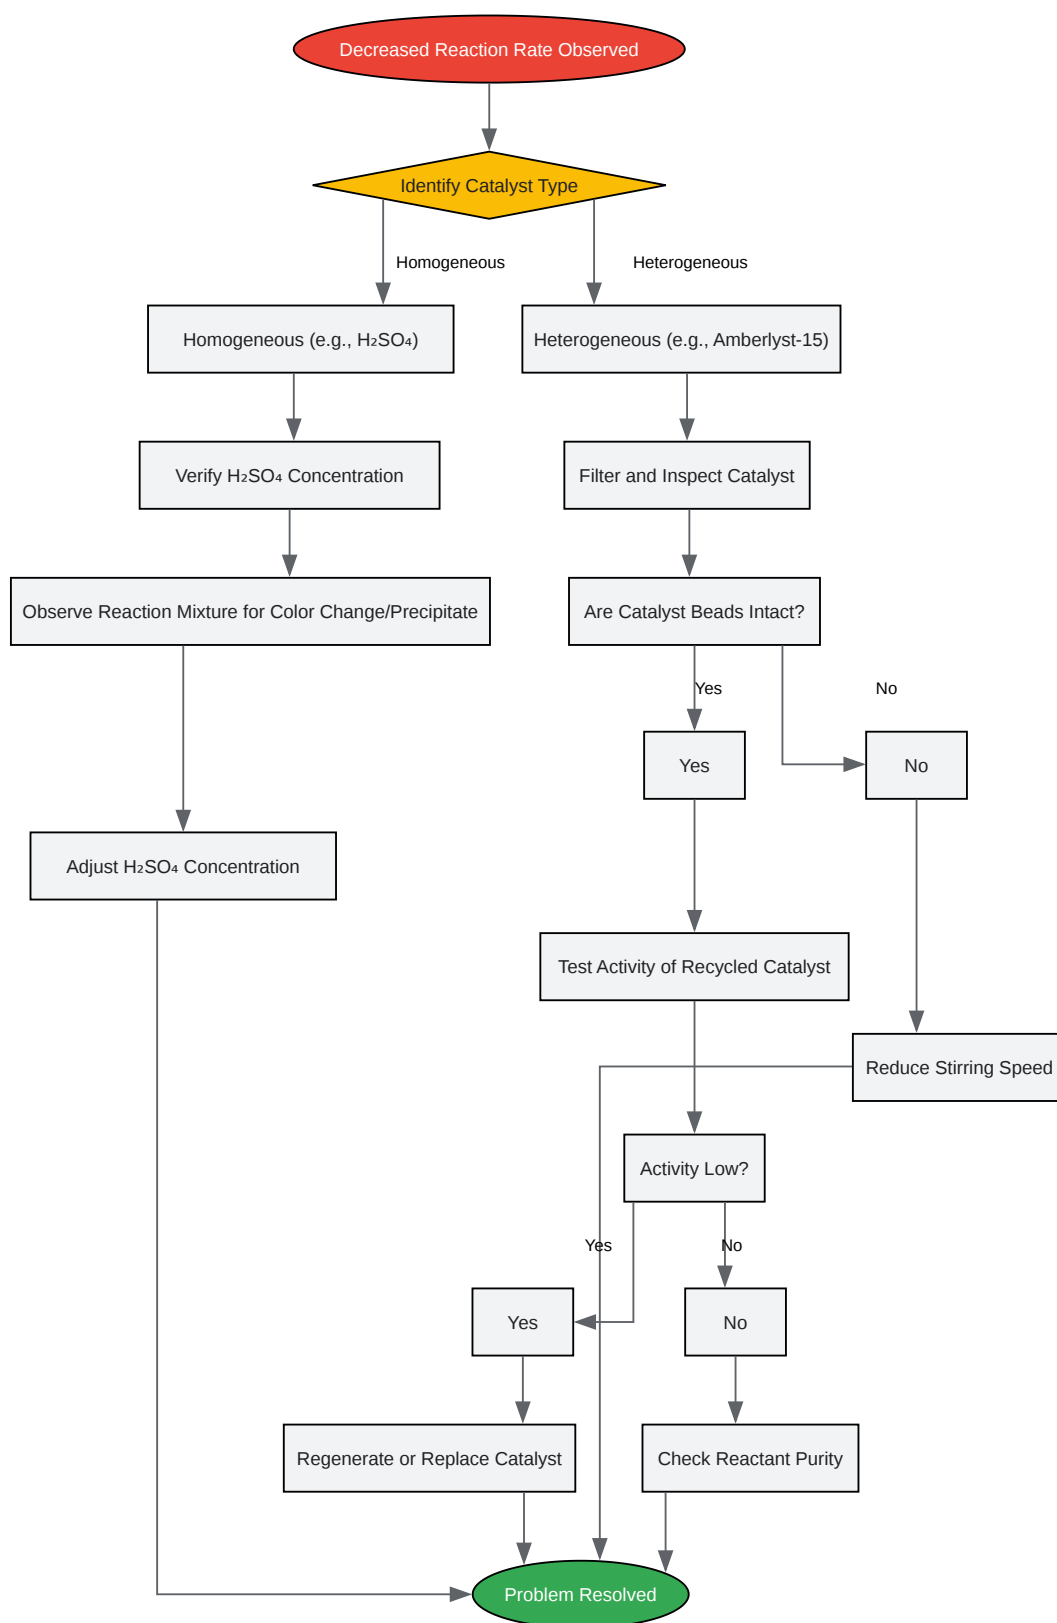 Decreased Reaction Rate Observed
Identify Catalyst Type
Homogeneous
Heterogeneous
Homogeneous (e.g., H₂SO₄)
Heterogeneous (e.g., Amberlyst-15)
Verify H₂SO₄ Concentration
Filter and Inspect Catalyst
Observe Reaction Mixture for Color Change/Precipitate
Are Catalyst Beads Intact?
Yes
No
Yes
No
Adjust H₂SO₄ Concentration
Test Activity of Recycled Catalyst
Reduce Stirring Speed
Activity Low?
Yes
No
Yes
No
Regenerate or Replace Catalyst
Check Reactant Purity
Problem Resolved